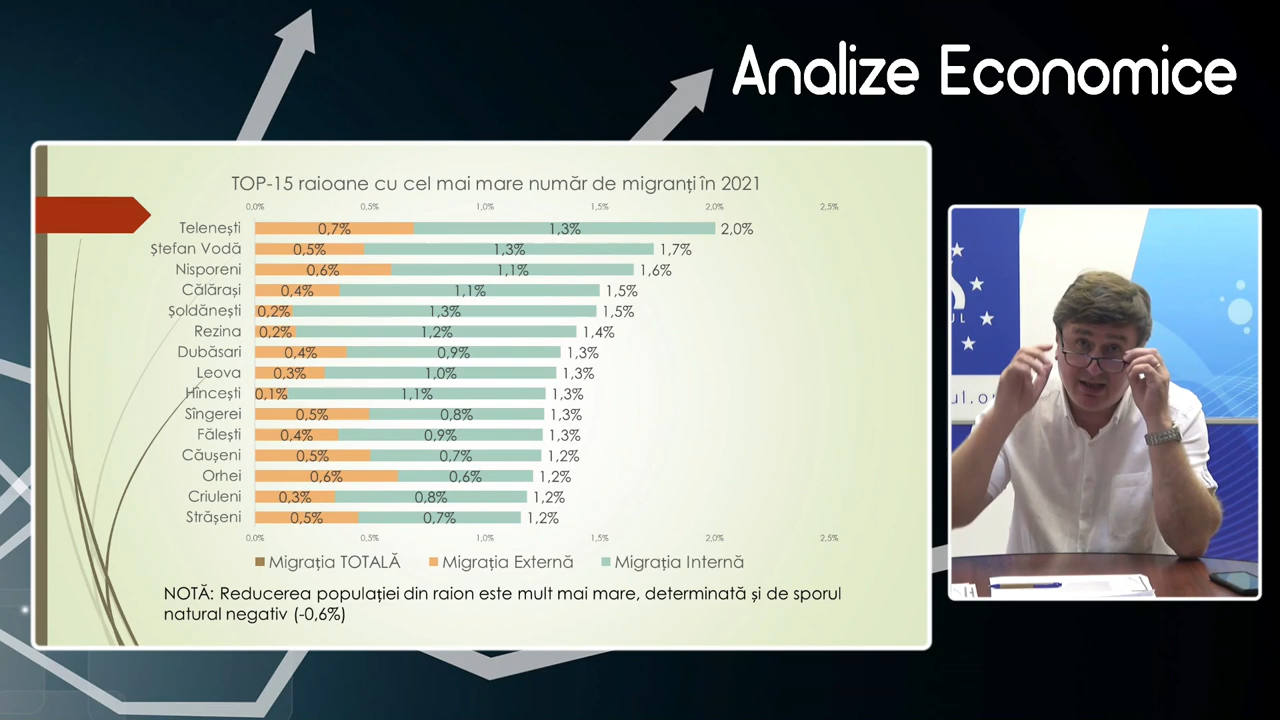 Analize Economice
TOP-15 raioane cu cel mai mare număr de migranți în 2021
0,0% 0,5% 1,0% 1,5% 2,0% 2,5%
Telenești 0,7% 1,3% 2,0%
Ștefan Vodă 0,5% 1,3% 1,7%
Nisporeni 0,6% 1,1% 1,6%
Călărași 0,4% 1,1% 1,5%
Șoldănești 0,2% 1,3% 1,5%
Rezina 0,2% 1,2% 1,4%
Dubăsari 0,4% 0,9% 1,3%
Leova 0,3% 1,0% 1,3%
Hîncești 0,1% 1,1% 1,3%
Sîngerei 0,5% 0,8% 1,3%
Fălești 0,4% 0,9% 1,3%
Căușeni 0,5% 0,7% 1,2%
Orhei 0,6% 0,6% 1,2%
Criuleni 0,3% 0,8% 1,2%
Strășeni 0,5% 0,7% 1,2%
0,0% 0,5% 1,0% 1,5% 2,0% 2,5%
Migrația TOTALĂ Migrația Externă Migrația Internă
NOTĂ: Reducerea populației din raion este mult mai mare, determinată și de sporul
natural negativ (-0,6%)